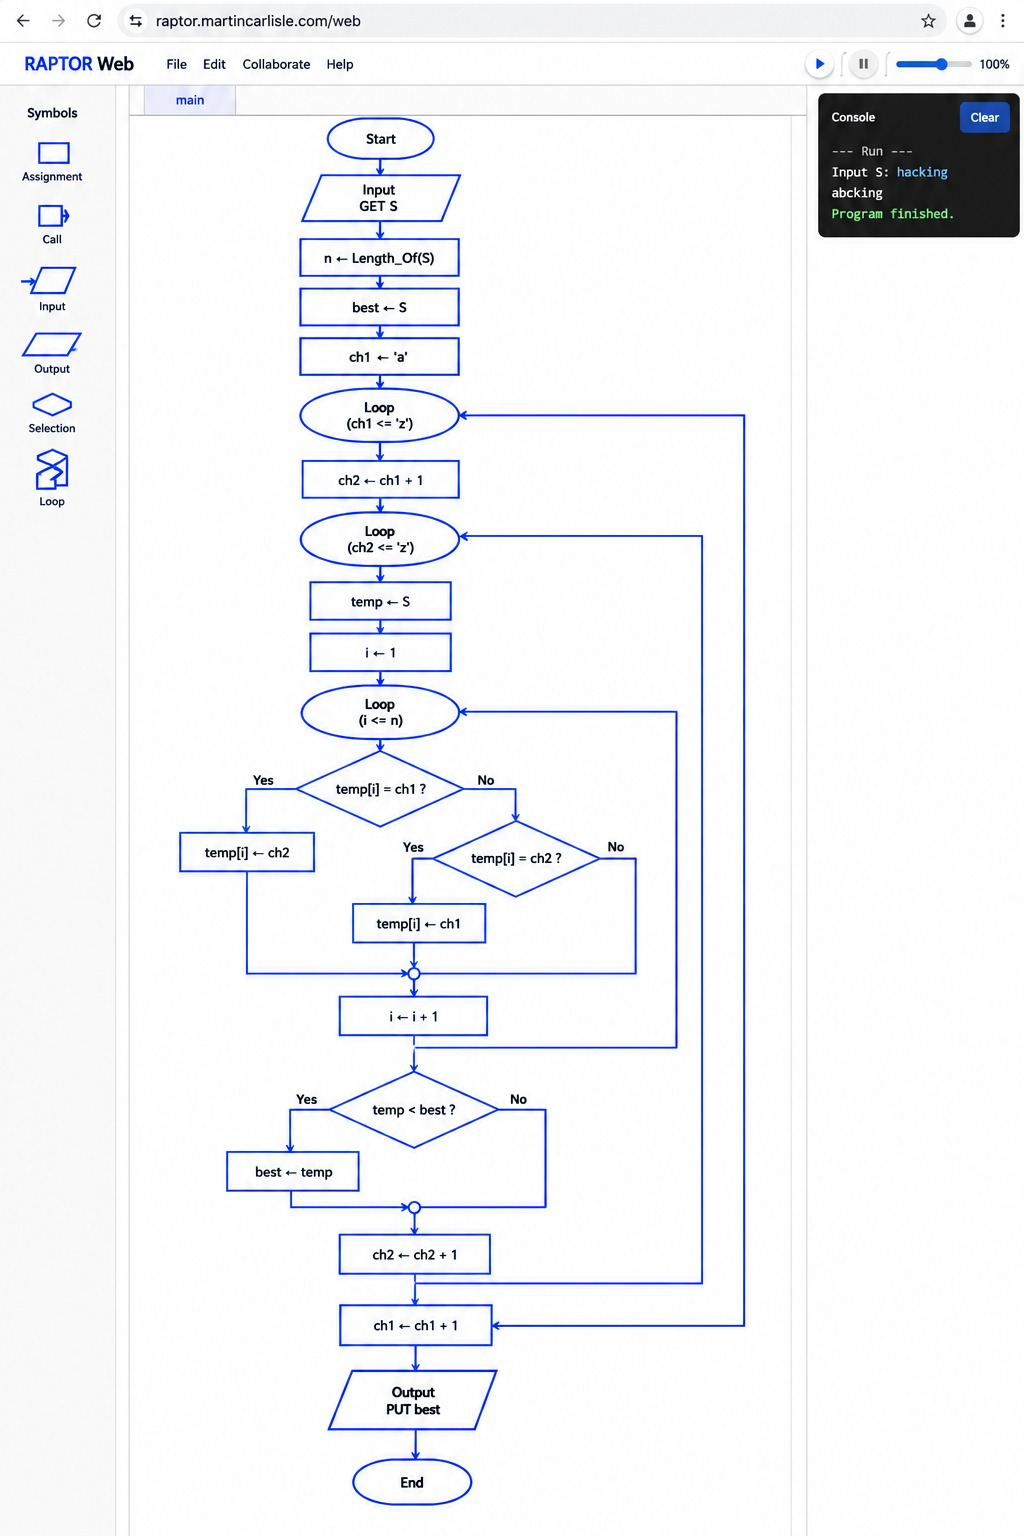 raptor.martincarlisle.com/web
RAPTOR Web
File
Edit
Collaborate
Help
100%
Symbols
Assignment
Call
Input
Output
Selection
Loop
main
Start
Input
GET S
n ← Length_Of(S)
best ← S
ch1 ← 'a'
Loop
(ch1 <= 'z')
ch2 ← ch1 + 1
Loop
(ch2 <= 'z')
temp ← S
i ← 1
Loop
(i <= n)
Yes
temp[i] = ch1 ?
No
temp[i] ← ch2
Yes
temp[i] = ch2 ?
No
temp[i] ← ch1
i ← i + 1
Yes
temp < best ?
No
best ← temp
ch2 ← ch2 + 1
ch1 ← ch1 + 1
Output
PUT best
End
Console
Clear
--- Run ---
Input S: hacking
abcking
Program finished.